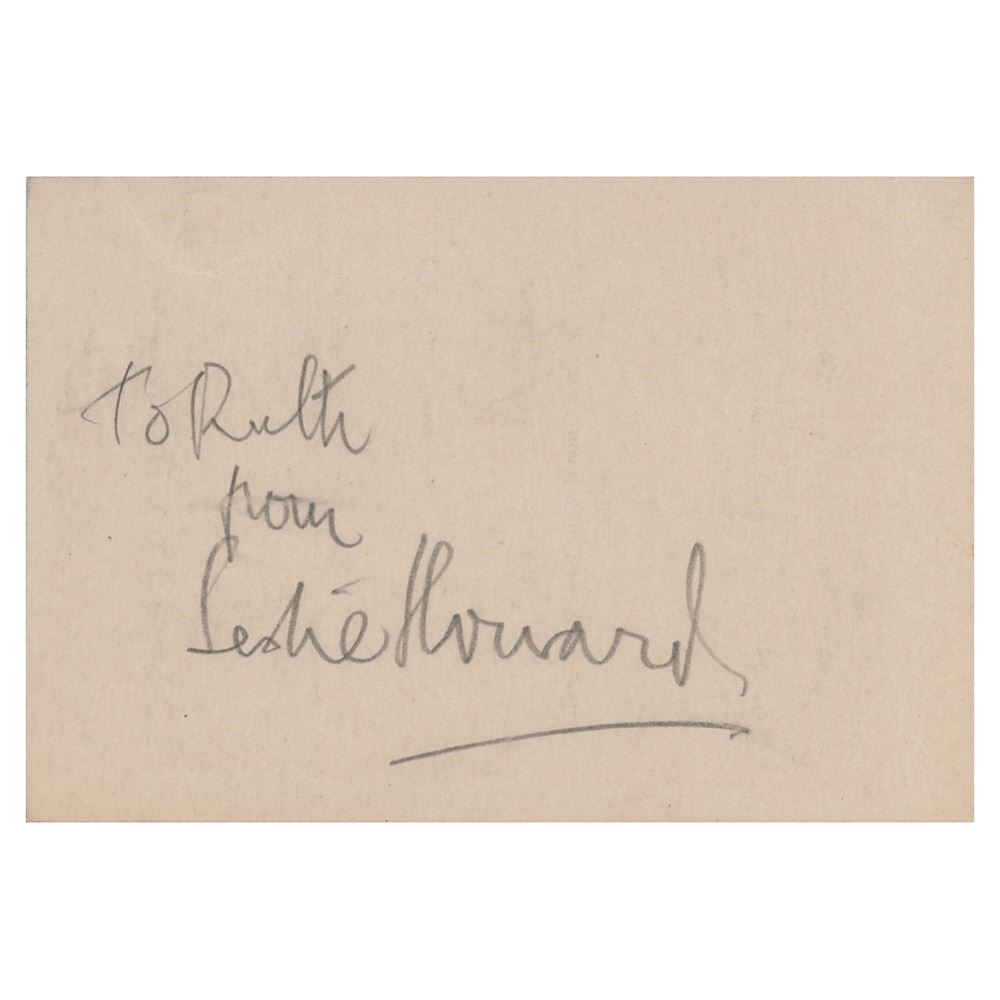 To Ruth
from
Leslie Howard